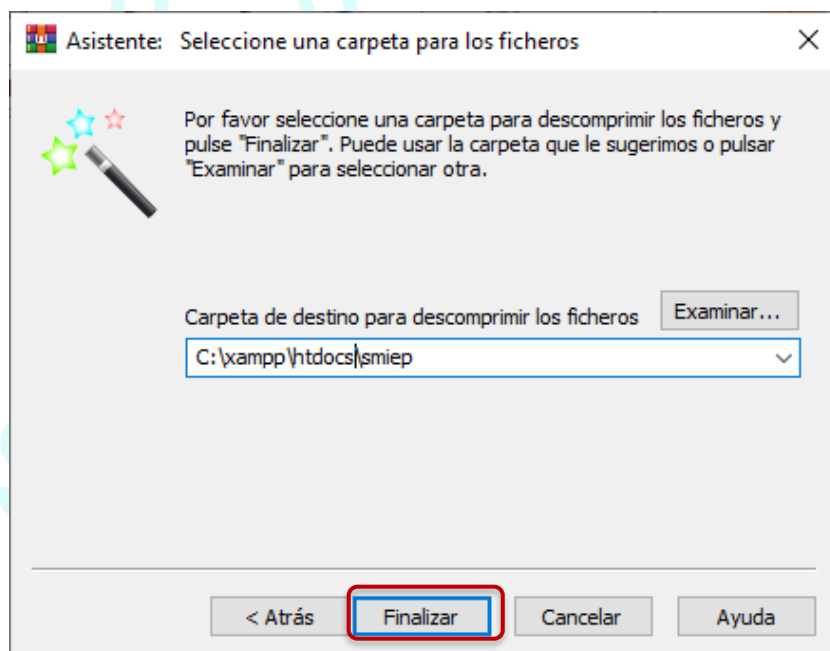 Asistente: Seleccione una carpeta para los ficheros
Por favor seleccione una carpeta para descomprimir los ficheros y
pulse "Finalizar". Puede usar la carpeta que le sugerimos o pulsar
"Examinar" para seleccionar otra.
Carpeta de destino para descomprimir los ficheros
Examinar...
C:\xampp\htdocs\smiep
< Atrás
Finalizar
Cancelar
Ayuda